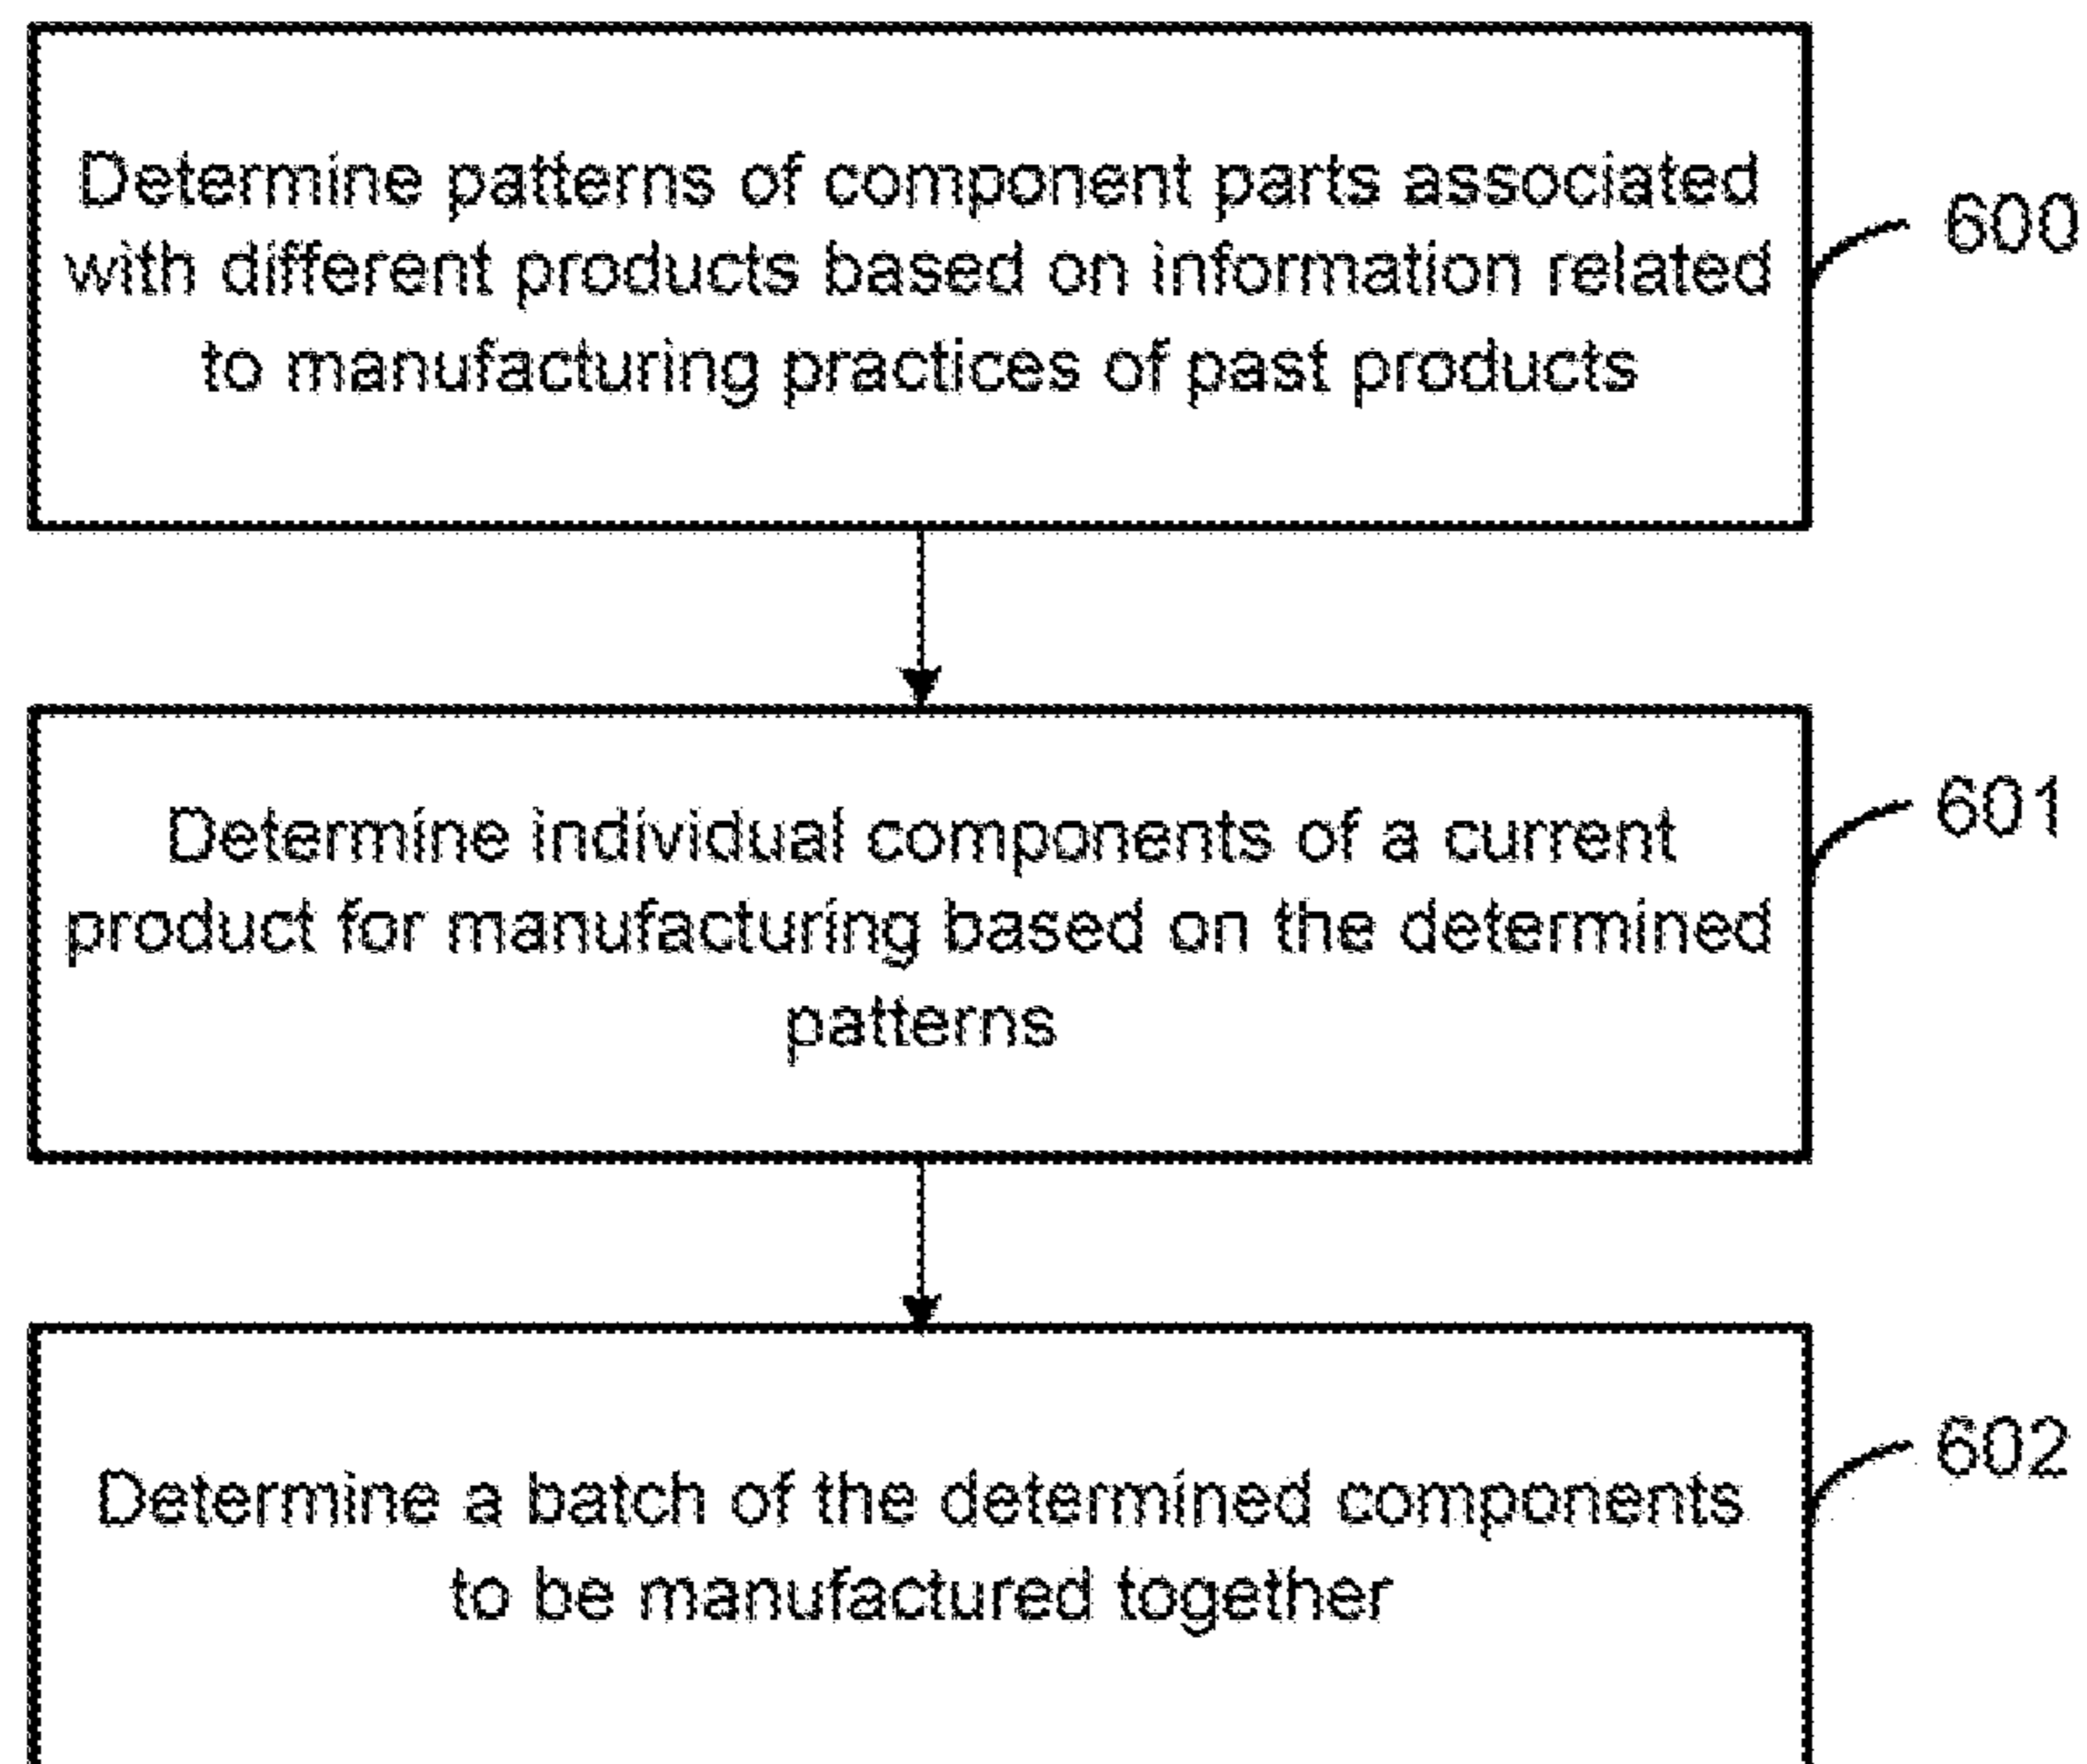 Determine patterns of component parts associated
with different products based on information related
to manufacturing practices of past products
600
Determine individual components of a current
product for manufacturing based on the determined
patterns
601
Determine a batch of the determined components
to be manufactured together
602